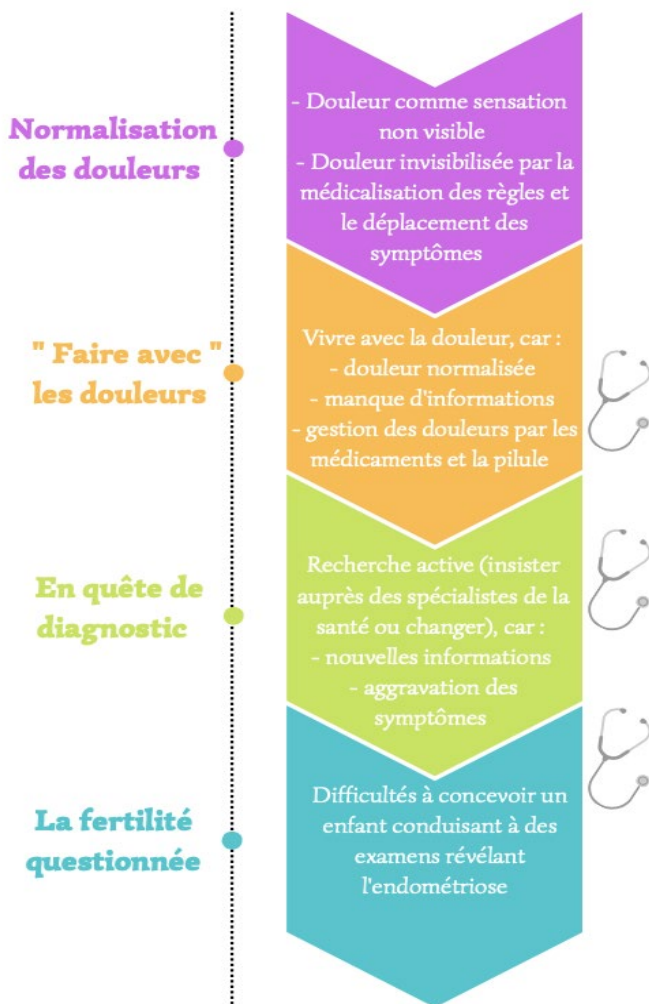 Normalisation
des douleurs
- Douleur comme sensation
non visible
- Douleur invisibilisée par la
médicalisation des règles et
le déplacement des
symptômes
" Faire avec "
les douleurs
Vivre avec la douleur, car :
- douleur normalisée
- manque d'informations
- gestion des douleurs par les
médicaments et la pilule
En quête de
diagnostic
Recherche active (insister
auprès des spécialistes de la
santé ou changer), car :
- nouvelles informations
- aggravation des
symptômes
La fertilité
questionnée
Difficultés à concevoir un
enfant conduisant à des
examens révélant
l'endométriose